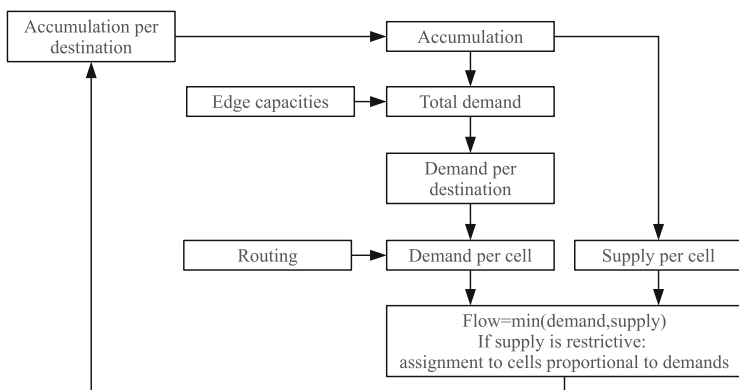 Accumulation per
destination
Accumulation
Edge capacities
Total demand
Demand per
destination
Routing
Demand per cell
Supply per cell
Flow=min(demand,supply)
If supply is restrictive:
assignment to cells proportional to demands